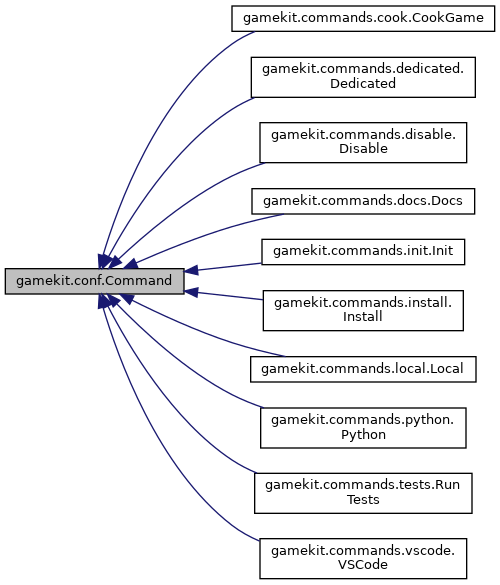 gamekit.commands.cook.CookGame
gamekit.commands.dedicated.
Dedicated
gamekit.commands.disable.
Disable
gamekit.commands.docs.Docs
gamekit.commands.init.Init
gamekit.conf.Command
gamekit.commands.install.
Install
gamekit.commands.local.Local
gamekit.commands.python.
Python
gamekit.commands.tests.Run
Tests
gamekit.commands.vscode.
VSCode